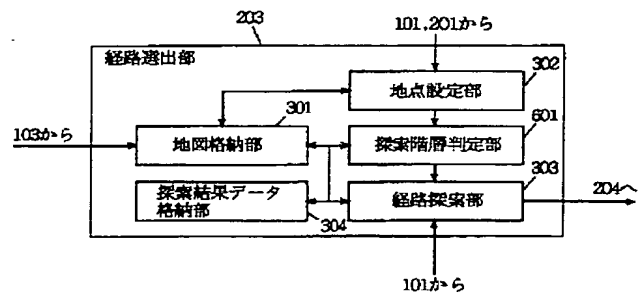 203
101,201から
経路選出部
302
地点設定部
301
601
103から
地図格納部
探索階層判定部
303
探索結果データ
格納部
経路探索部
204へ
304
101から